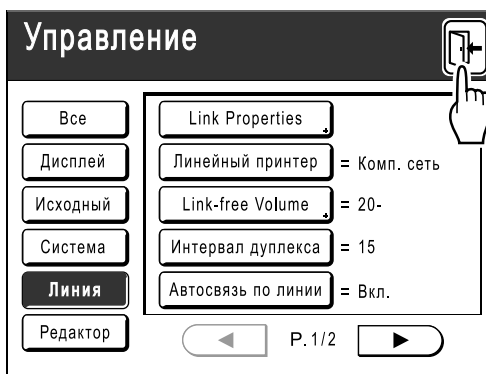 Управление
Все
Дисплей
Исходный
Система
Линия
Редактор
Link Properties
Линейный принтер = Комп. сеть
Link-free Volume = 20-
Интервал дуплекса = 15
Автосвязь по линии = Вкл.
P.1/2